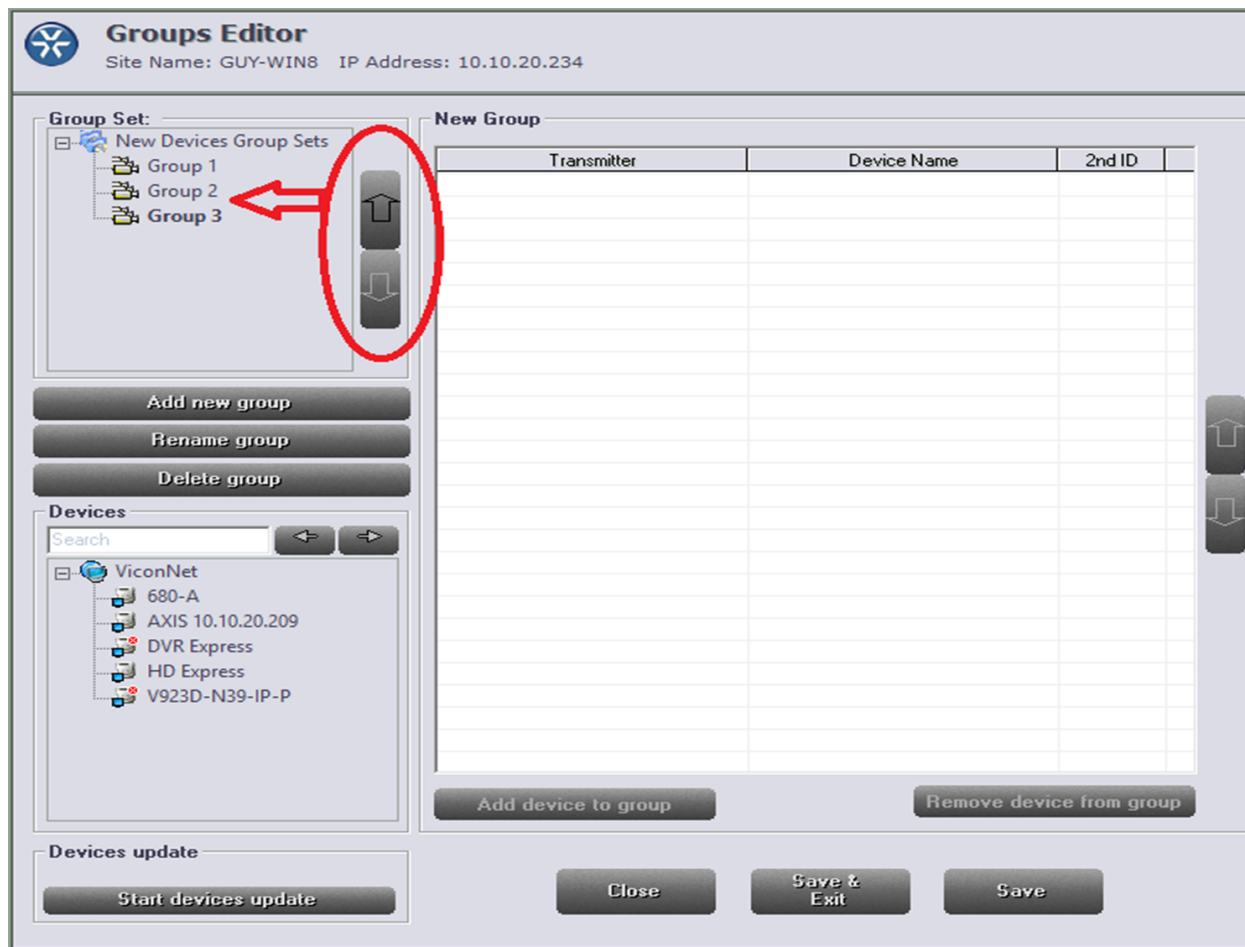 Groups Editor
Site Name: GUY-WIN8 IP Address: 10.10.20.234
Group Set:
New Devices Group Sets
Group 1
Group 2
Group 3
Add new group
Rename group
Delete group
Devices
Search
ViconNet
680-A
AXIS 10.10.20.209
DVR Express
HD Express
V923D-N39-IP-P
Devices update
Start devices update
New Group
Transmitter Device Name 2nd ID
Add device to group Remove device from group
Close Save & Exit Save